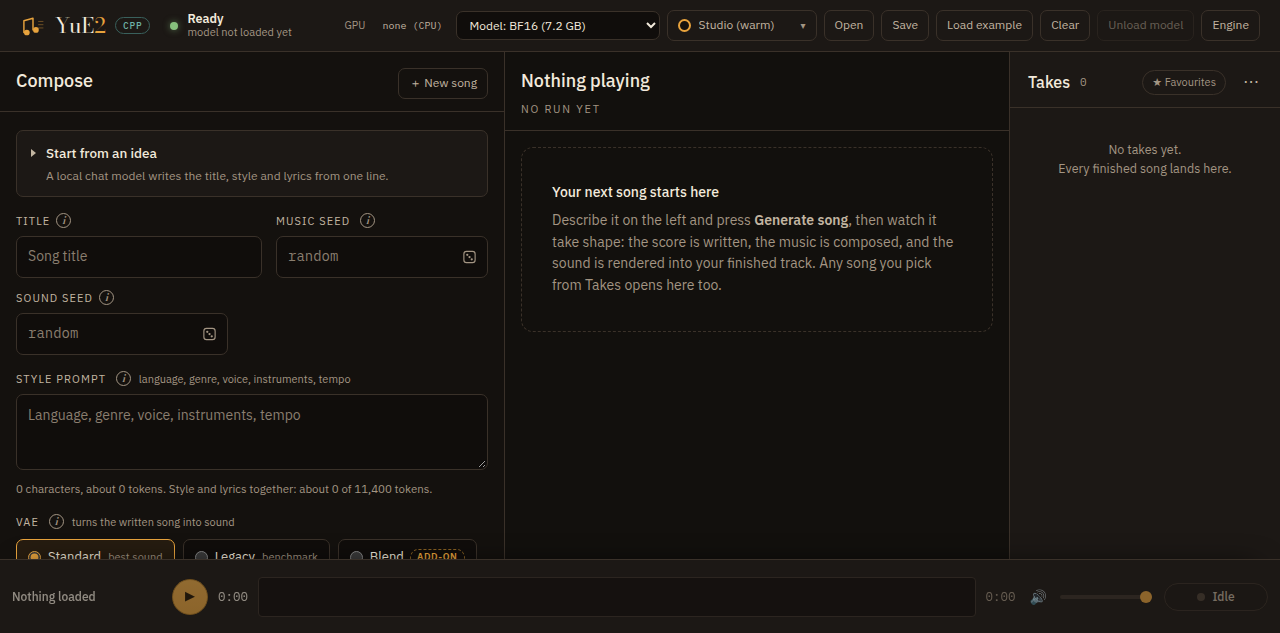 YuE2 CPP
Ready
model not loaded yet
GPU none (CPU)
Model: BF16 (7.2 GB)
Studio (warm)
Open
Save
Load example
Clear
Unload model
Engine
Compose
+ New song
Start from an idea
A local chat model writes the title, style and lyrics from one line.
TITLE
Song title
MUSIC SEED
random
SOUND SEED
random
STYLE PROMPT language, genre, voice, instruments, tempo
Language, genre, voice, instruments, tempo
0 characters, about 0 tokens. Style and lyrics together: about 0 of 11,400 tokens.
VAE turns the written song into sound
Standard best sound
Legacy benchmark
Blend ADD-ON
Nothing playing
NO RUN YET
Your next song starts here
Describe it on the left and press Generate song, then watch it
take shape: the score is written, the music is composed, and the
sound is rendered into your finished track. Any song you pick
from Takes opens here too.
Takes 0
★ Favourites
No takes yet.
Every finished song lands here.
Nothing loaded
0:00
0:00
Idle